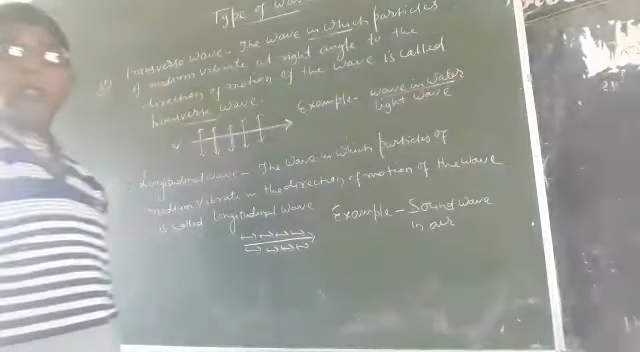 Type of wave
Transverse wave - The wave in which particles
of medium vibrate at right angle to the
direction of motion of the wave is called
transverse wave. Example - wave in water
light wave
Longitudinal wave - The wave in which particles of
medium vibrate in the direction of motion of the wave
is called longitudinal wave Example - Sound wave
in air